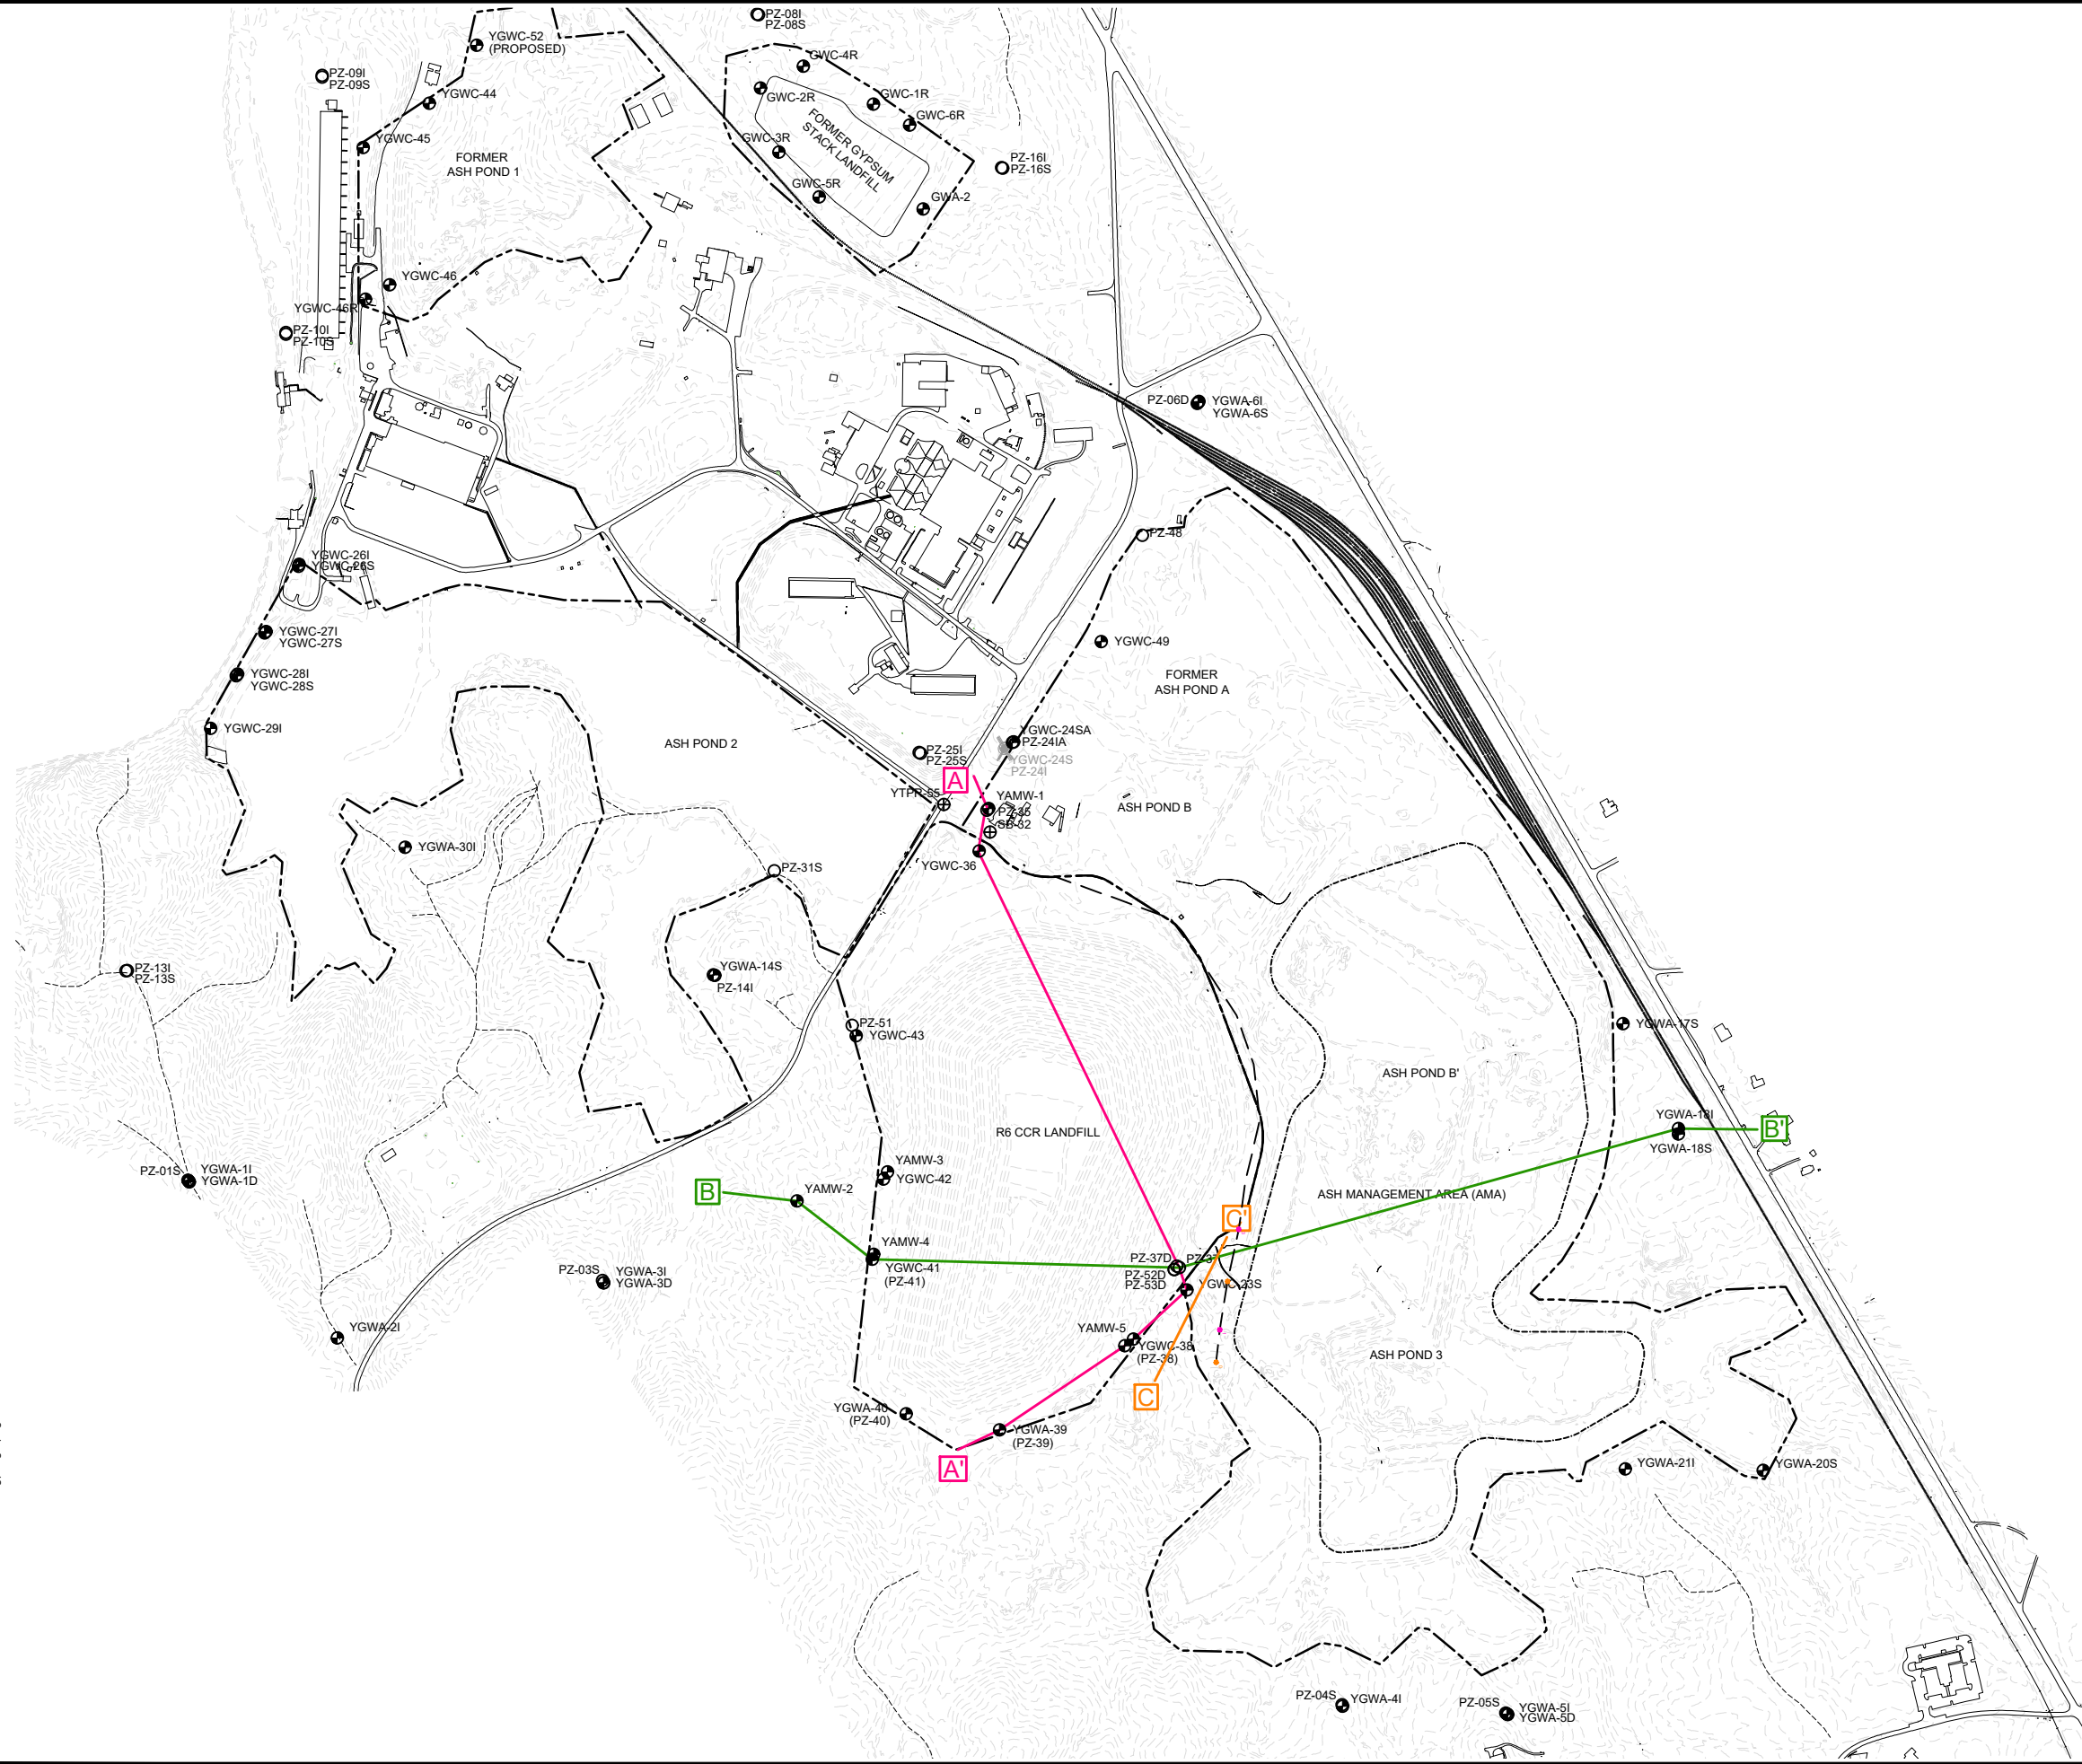 PZ-08I
PZ-08S
YGWC-52
(PROPOSED)
PZ-09I
PZ-09S
GWC-4R
YGWC-44
GWC-2R
GWC-1R
GWC-6R
YGWC-45
GWC-3R
FORMER GYPSUM
STACK LANDFILL
FORMER
ASH POND 1
PZ-16I
PZ-16S
GWC-5R
GWA-2
YGWC-46
YGWC-46R
PZ-10I
PZ-10S
PZ-06D
YGWA-6I
YGWA-6S
PZ-48
YGWC-26I
YGWC-26S
YGWC-27I
YGWC-27S
YGWC-49
YGWC-28I
YGWC-28S
FORMER
ASH POND A
YGWC-29I
ASH POND 2
YGWC-24SA
PZ-24IA
PZ-25I
PZ-25S
YGWC-24S
PZ-24I
A
YTPR-55
YAMW-1
PZ-35
SB-32
ASH POND B
YGWA-30I
YGWC-36
PZ-31S
PZ-13I
PZ-13S
YGWA-14S
PZ-14I
PZ-51
YGWC-43
YGWA-17S
ASH POND B'
YGWA-18I
B'
YGWA-18S
R6 CCR LANDFILL
PZ-01S
YGWA-1I
YGWA-1D
YAMW-3
YGWC-42
B
YAMW-2
ASH MANAGEMENT AREA (AMA)
C'
YAMW-4
YGWC-41
(PZ-41)
PZ-37D
PZ-37
PZ-52D
PZ-53D
YGWC-23S
PZ-03S
YGWA-3I
YGWA-3D
YGWA-2I
YAMW-5
YGWC-38
(PZ-38)
ASH POND 3
C
YGWA-40
(PZ-40)
YGWA-39
(PZ-39)
A'
YGWA-21I
YGWA-20S
PZ-04S
YGWA-4I
PZ-05S
YGWA-5I
YGWA-5D